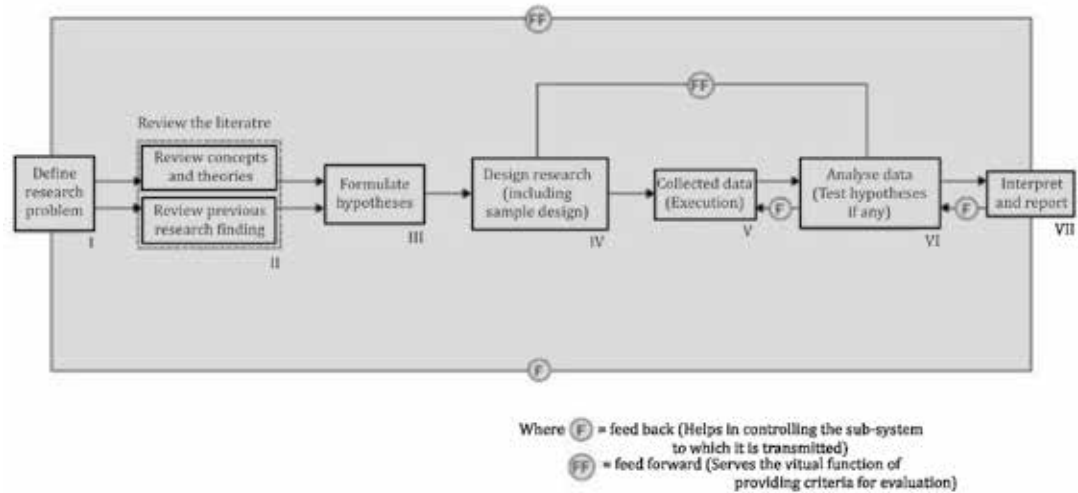 FF
FF
Review the literatre
Define
research
problem
I
Review concepts
and theories
Review previous
research finding
II
Formulate
hypotheses
III
Design research
(including
sample design)
IV
Collected data
(Execution)
V
F
Analyse data
(Test hypotheses
if any)
VI
F
Interpret
and report
VII
F
Where F = feed back (Helps in controlling the sub-system
to which it is transmitted)
FF = feed forward (Serves the vitual function of
providing criteria for evaluation)